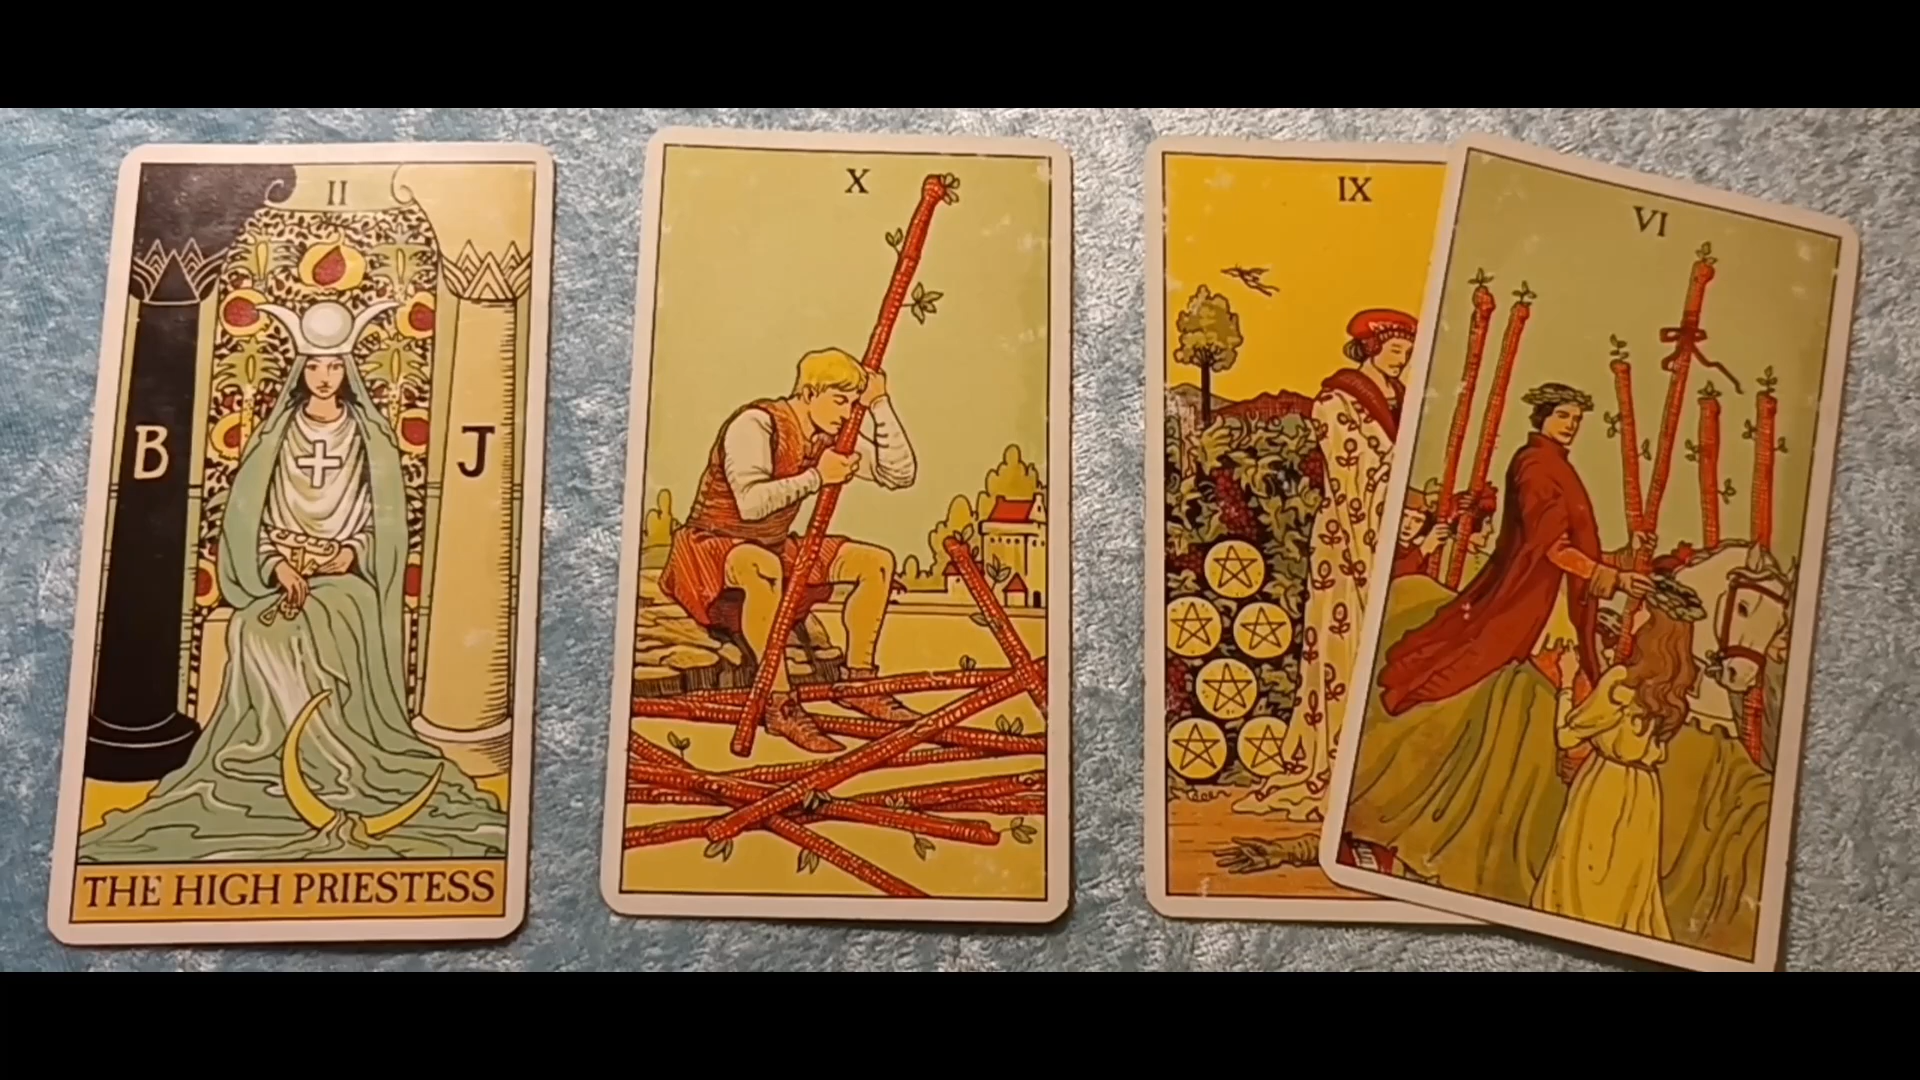 II
B
J
THE HIGH PRIESTESS
X
IX
VI